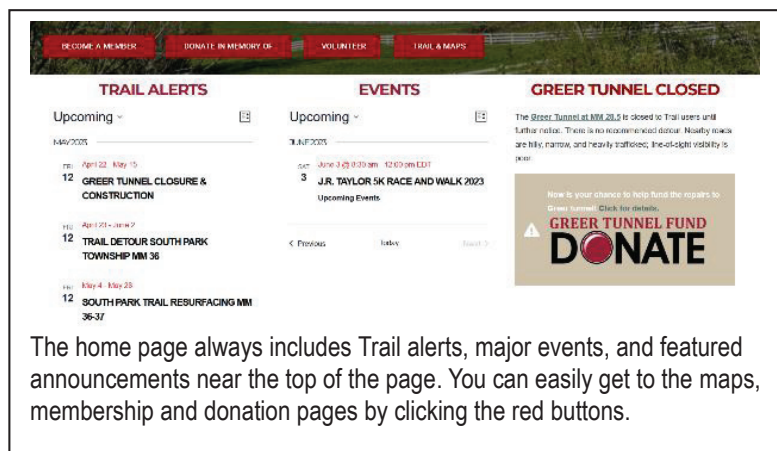 BECOME A MEMBER
DONATE IN MEMORY OF
VOLUNTEER
TRAIL & MAPS
TRAIL ALERTS
Upcoming
MAY 2023
FRI
12
April 22 - May 15
GREER TUNNEL CLOSURE &
CONSTRUCTION
FRI
12
April 23 - June 2
TRAIL DETOUR SOUTH PARK
TOWNSHIP MM 36
FRI
12
May 4 - May 28
SOUTH PARK TRAIL RESURFACING MM
36-37
EVENTS
Upcoming
JUNE 2023
SAT
3
June 3 @ 8:30 am - 12:00 pm EDT
J.R. TAYLOR 5K RACE AND WALK 2023
Upcoming Events
Previous
Today
Next
GREER TUNNEL CLOSED
The Greer Tunnel at MM 28.5 is closed to Trail users until
further notice. There is no recommended detour. Nearby roads
are hilly, narrow, and heavily trafficked; line-of-sight visibility is
poor.
Now is your chance to help fund the repairs to
Greer tunnel! Click for details.
GREER TUNNEL FUND
DONATE
The home page always includes Trail alerts, major events, and featured
announcements near the top of the page. You can easily get to the maps,
membership and donation pages by clicking the red buttons.